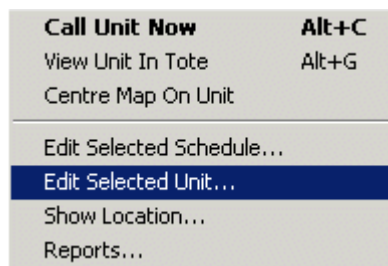 Call Unit Now Alt+C
View Unit In Tote Alt+G
Centre Map On Unit
Edit Selected Schedule...
Edit Selected Unit...
Show Location...
Reports...